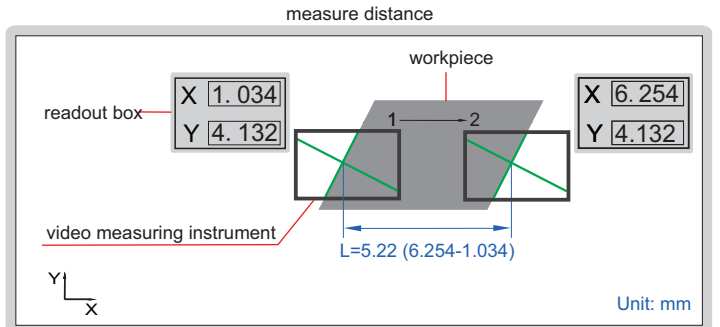 measure distance
workpiece
readout box
X 1. 034
Y 4. 132
X 6. 254
Y 4.132
1 2
video measuring instrument
L=5.22 (6.254-1.034)
Y
X
Unit: mm